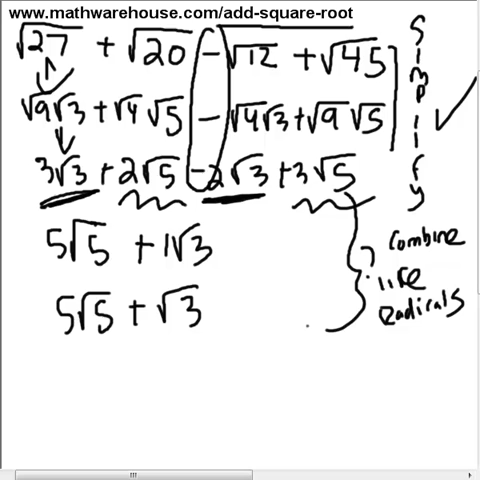 www.mathwarehouse.com/add-square-root
√27 + √20 − √12 + √45
√9√3 + √4 √5 − √4√3 + √9 √5
3√3 + 2√5 − 2√3 + 3√5
5√5 + 1√3
5√5 + √3
Simplify
Combine
like
Radicals